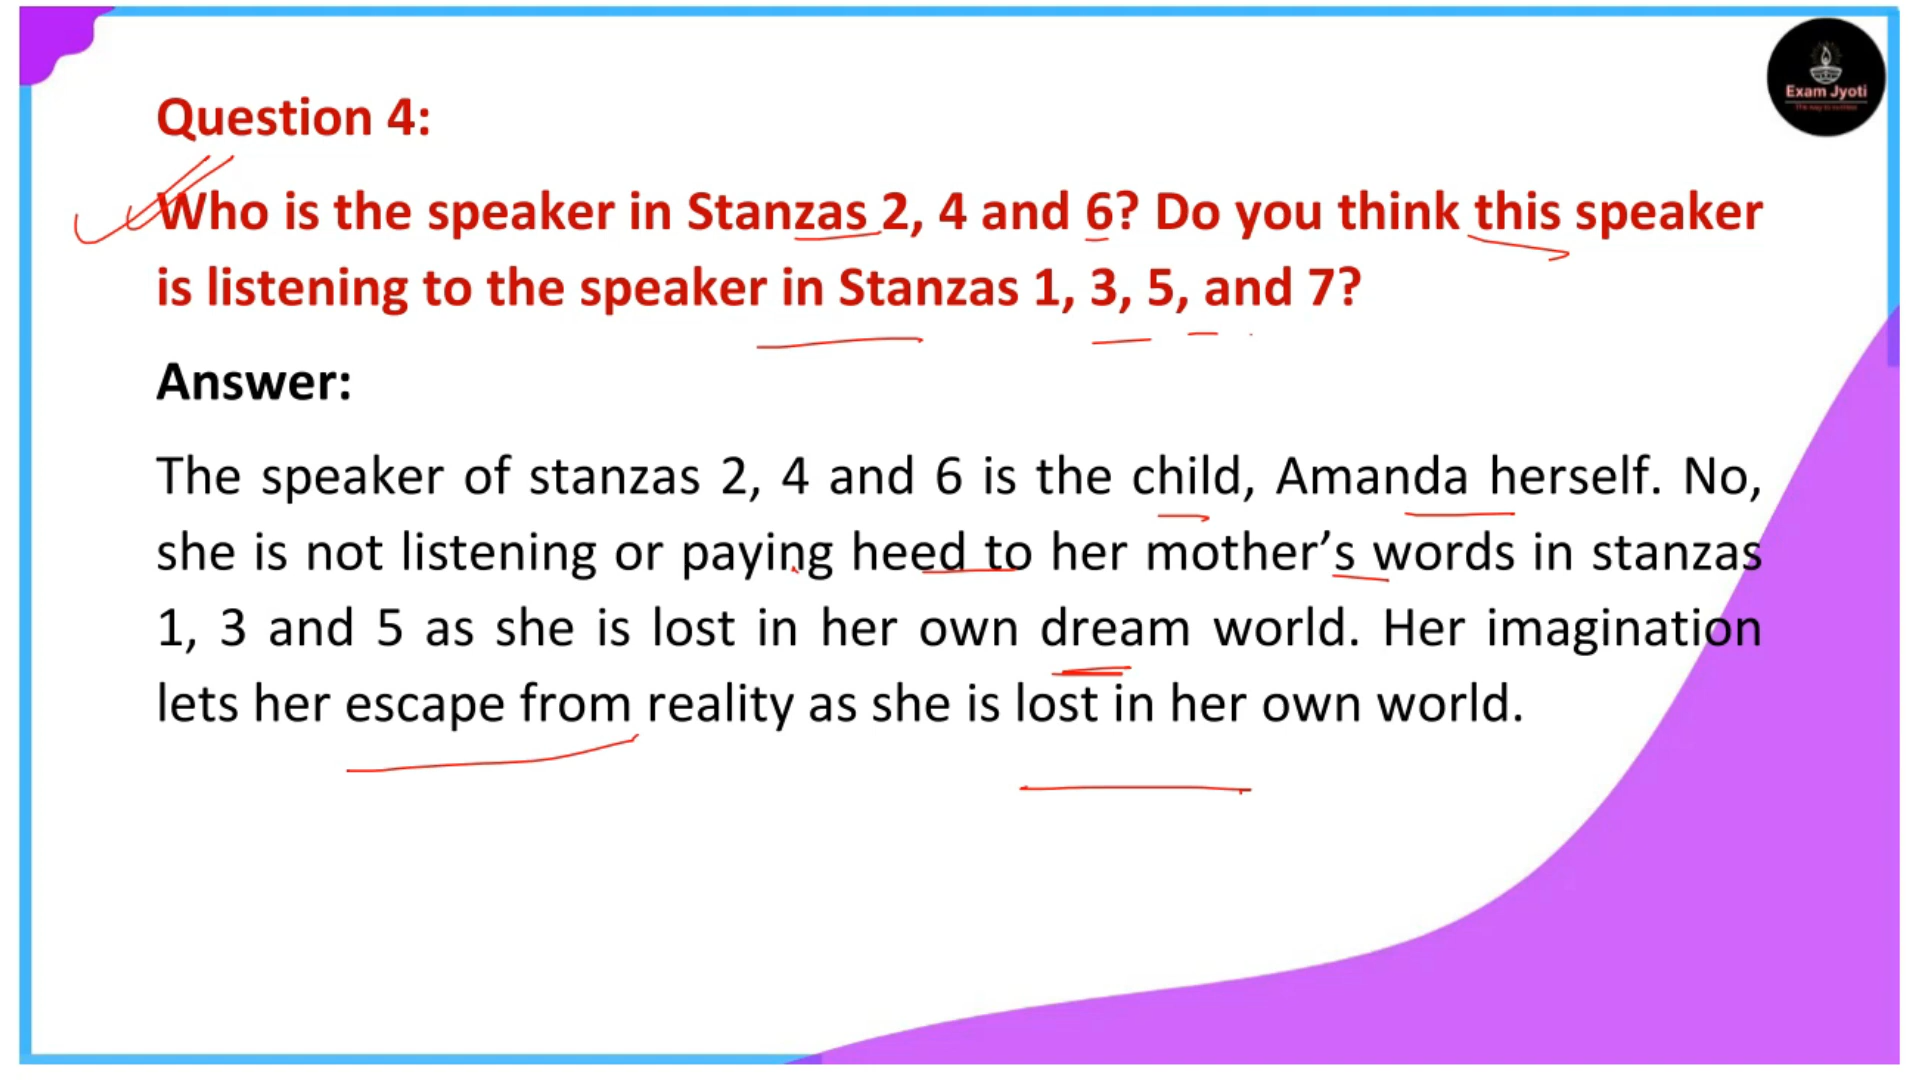 Exam Jyoti
Question 4:
Who is the speaker in Stanzas 2, 4 and 6? Do you think this speaker
is listening to the speaker in Stanzas 1, 3, 5, and 7?
Answer:
The speaker of stanzas 2, 4 and 6 is the child, Amanda herself. No,
she is not listening or paying heed to her mother’s words in stanzas
1, 3 and 5 as she is lost in her own dream world. Her imagination
lets her escape from reality as she is lost in her own world.